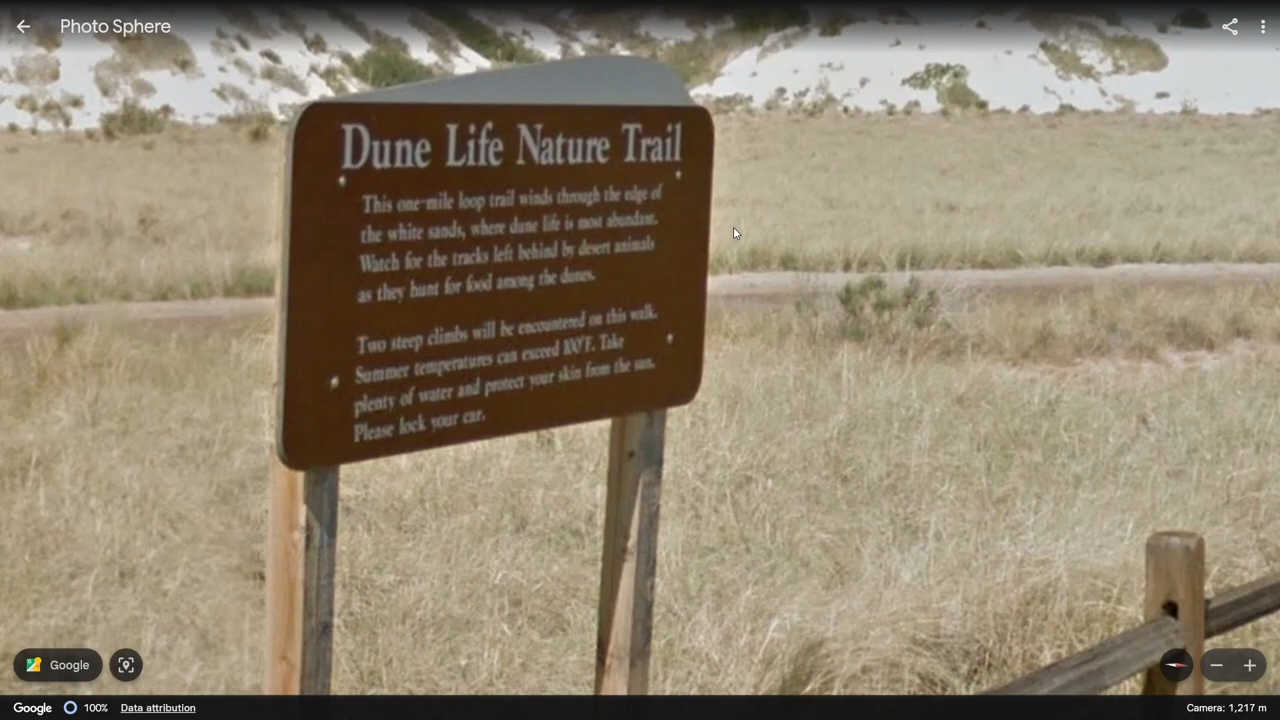 Photo Sphere
Dune Life Nature Trail
This one-mile loop trail winds through the edge of
the white sands, where dune life is most abundant.
Watch for the tracks left behind by desert animals
as they hunt for food among the dunes.
Two steep climbs will be encountered on this walk.
Summer temperatures can exceed 100°F. Take
plenty of water and protect your skin from the sun.
Please lock your car.
Google
Google 100% Data attribution Camera: 1,217 m